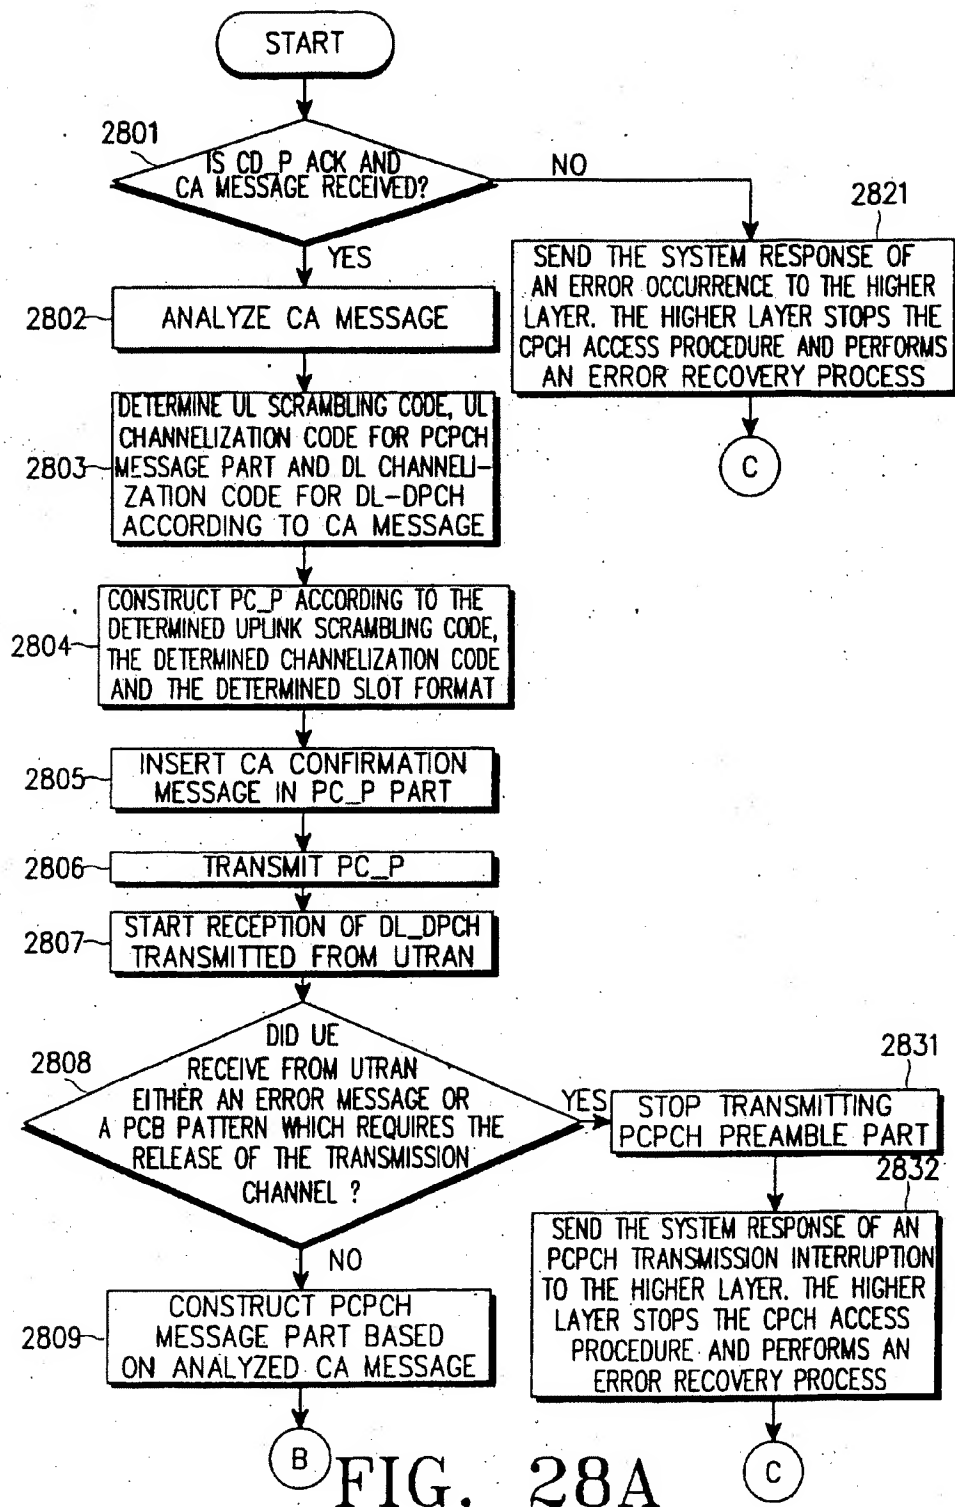 START
2801
IS CD_P ACK AND
CA MESSAGE RECEIVED?
NO
YES
2821
SEND THE SYSTEM RESPONSE OF
AN ERROR OCCURRENCE TO THE HIGHER
LAYER. THE HIGHER LAYER STOPS THE
CPCH ACCESS PROCEDURE AND PERFORMS
AN ERROR RECOVERY PROCESS
C
2802
ANALYZE CA MESSAGE
2803
DETERMINE UL SCRAMBLING CODE, UL
CHANNELIZATION CODE FOR PCPCH
MESSAGE PART AND DL CHANNELI-
ZATION CODE FOR DL-DPCH
ACCORDING TO CA MESSAGE
2804
CONSTRUCT PC_P ACCORDING TO THE
DETERMINED UPLINK SCRAMBLING CODE,
THE DETERMINED CHANNELIZATION CODE
AND THE DETERMINED SLOT FORMAT
2805
INSERT CA CONFIRMATION
MESSAGE IN PC_P PART
2806
TRANSMIT PC_P
2807
START RECEPTION OF DL_DPCH
TRANSMITTED FROM UTRAN
2808
DID UE
RECEIVE FROM UTRAN
EITHER AN ERROR MESSAGE OR
A PCB PATTERN WHICH REQUIRES THE
RELEASE OF THE TRANSMISSION
CHANNEL ?
YES
NO
2831
STOP TRANSMITTING
PCPCH PREAMBLE PART
2832
SEND THE SYSTEM RESPONSE OF AN
PCPCH TRANSMISSION INTERRUPTION
TO THE HIGHER LAYER. THE HIGHER
LAYER STOPS THE CPCH ACCESS
PROCEDURE AND PERFORMS AN
ERROR RECOVERY PROCESS
C
2809
CONSTRUCT PCPCH
MESSAGE PART BASED
ON ANALYZED CA MESSAGE
B
FIG. 28A